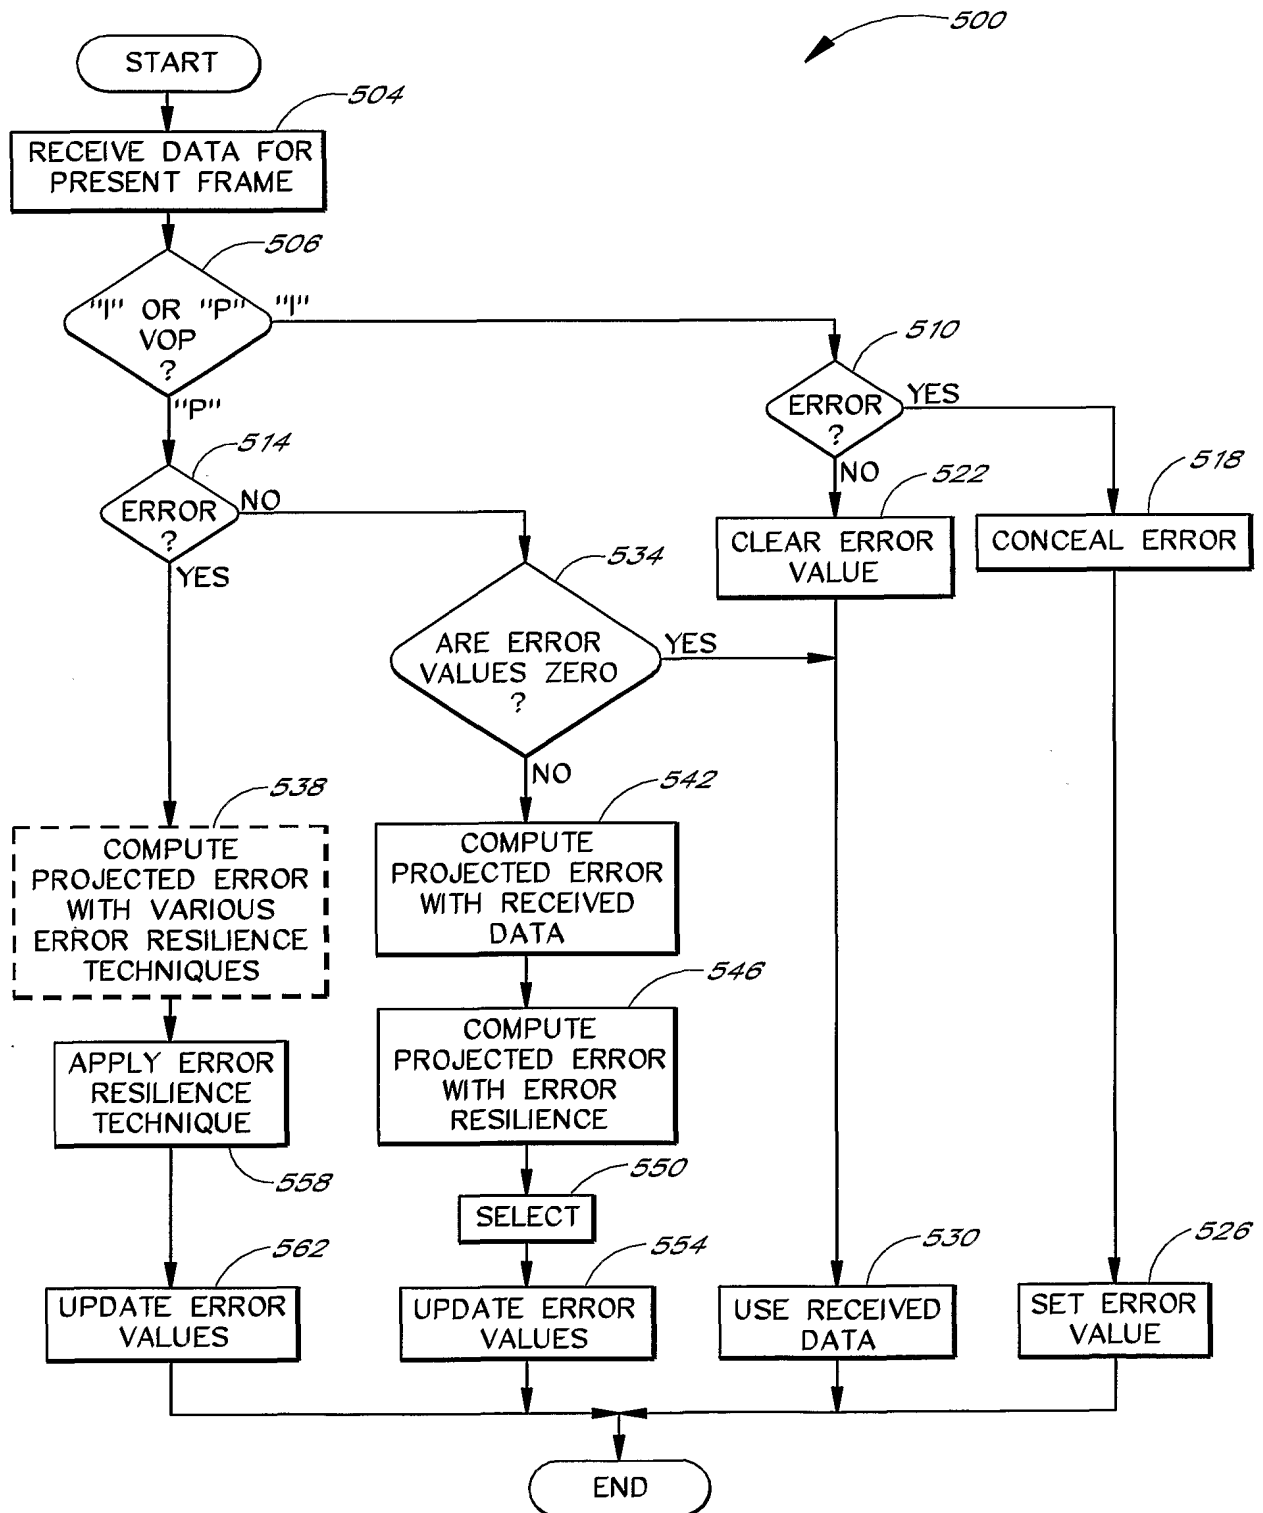 500
START
504
RECEIVE DATA FOR
PRESENT FRAME
506
"I" OR "P"
VOP
?
"I"
"P"
510
ERROR
?
YES
NO
514
ERROR
?
NO
YES
518
CONCEAL ERROR
522
CLEAR ERROR
VALUE
534
ARE ERROR
VALUES ZERO
?
YES
NO
538
COMPUTE
PROJECTED ERROR
WITH VARIOUS
ERROR RESILIENCE
TECHNIQUES
542
COMPUTE
PROJECTED ERROR
WITH RECEIVED
DATA
546
COMPUTE
PROJECTED ERROR
WITH ERROR
RESILIENCE
APPLY ERROR
RESILIENCE
TECHNIQUE
558
550
SELECT
562
UPDATE ERROR
VALUES
554
UPDATE ERROR
VALUES
530
USE RECEIVED
DATA
526
SET ERROR
VALUE
END